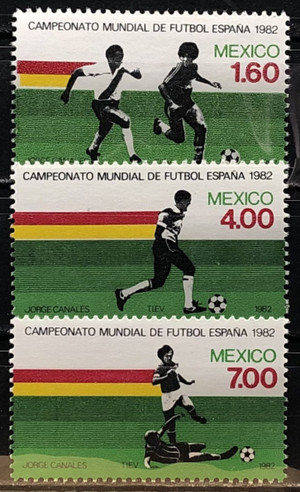 CAMPEONATO MUNDIAL DE FUTBOL ESPAÑA 1982
MEXICO
1.60
CAMPEONATO MUNDIAL DE FUTBOL ESPAÑA 1982
MEXICO
4.00
JORGE CANALES TIEV 1982
CAMPEONATO MUNDIAL DE FUTBOL ESPAÑA 1982
MEXICO
7.00
JORGE CANALES TIEV 1982